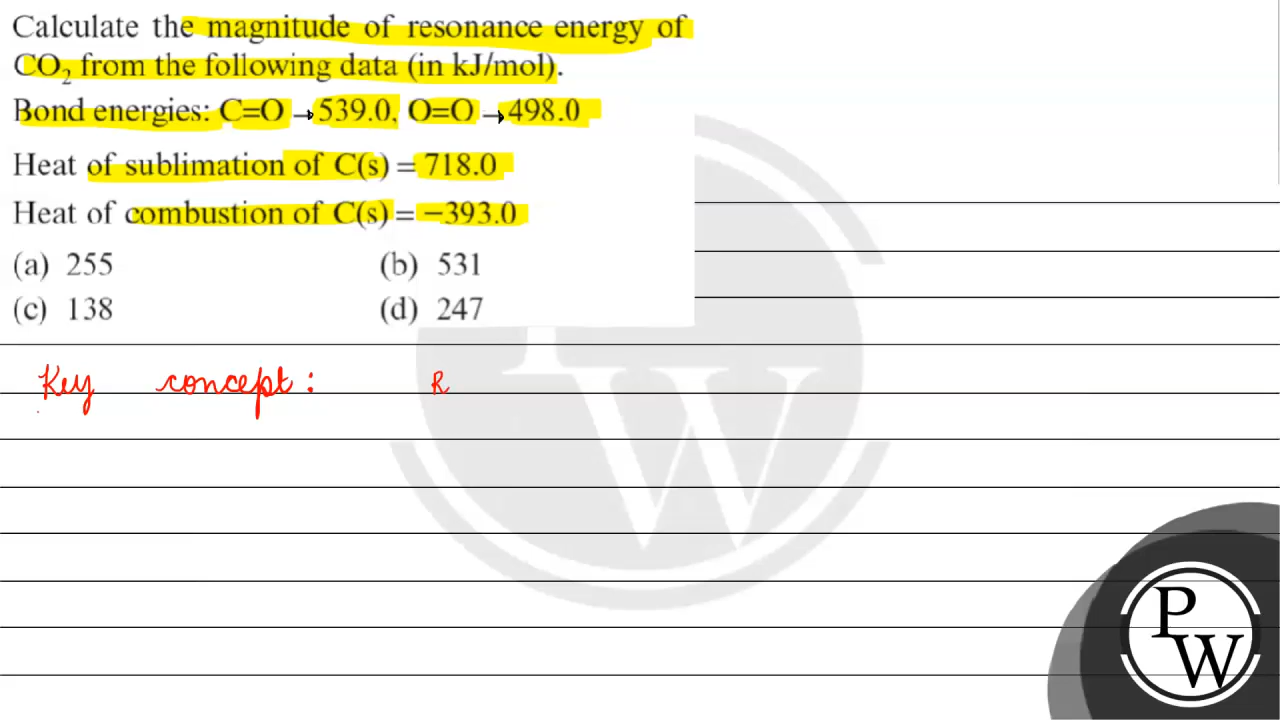 Calculate the magnitude of resonance energy of
CO₂ from the following data (in kJ/mol).
Bond energies: C=O → 539.0, O=O → 498.0
Heat of sublimation of C(s) = 718.0
Heat of combustion of C(s) = −393.0
(a) 255 (b) 531
(c) 138 (d) 247
Key concept: R
PW
PW